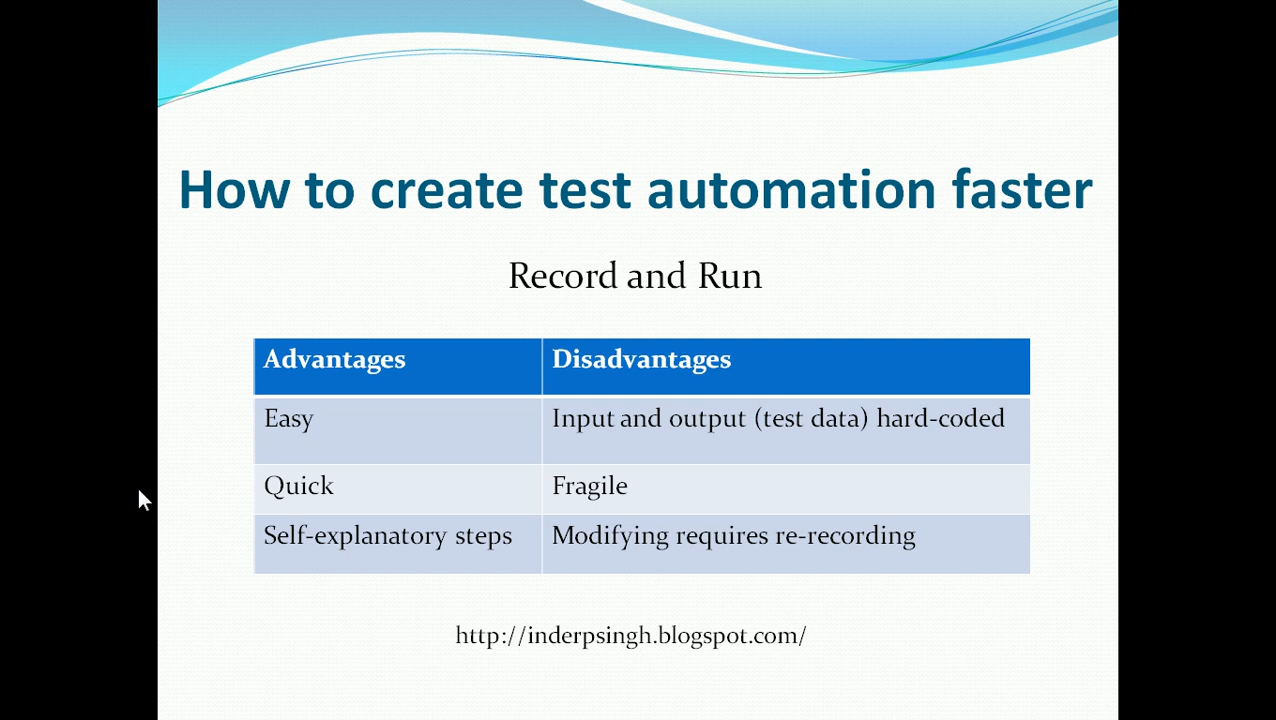 How to create test automation faster
Record and Run
Advantages Disadvantages
Easy Input and output (test data) hard-coded
Quick Fragile
Self-explanatory steps Modifying requires re-recording
http://inderpsingh.blogspot.com/